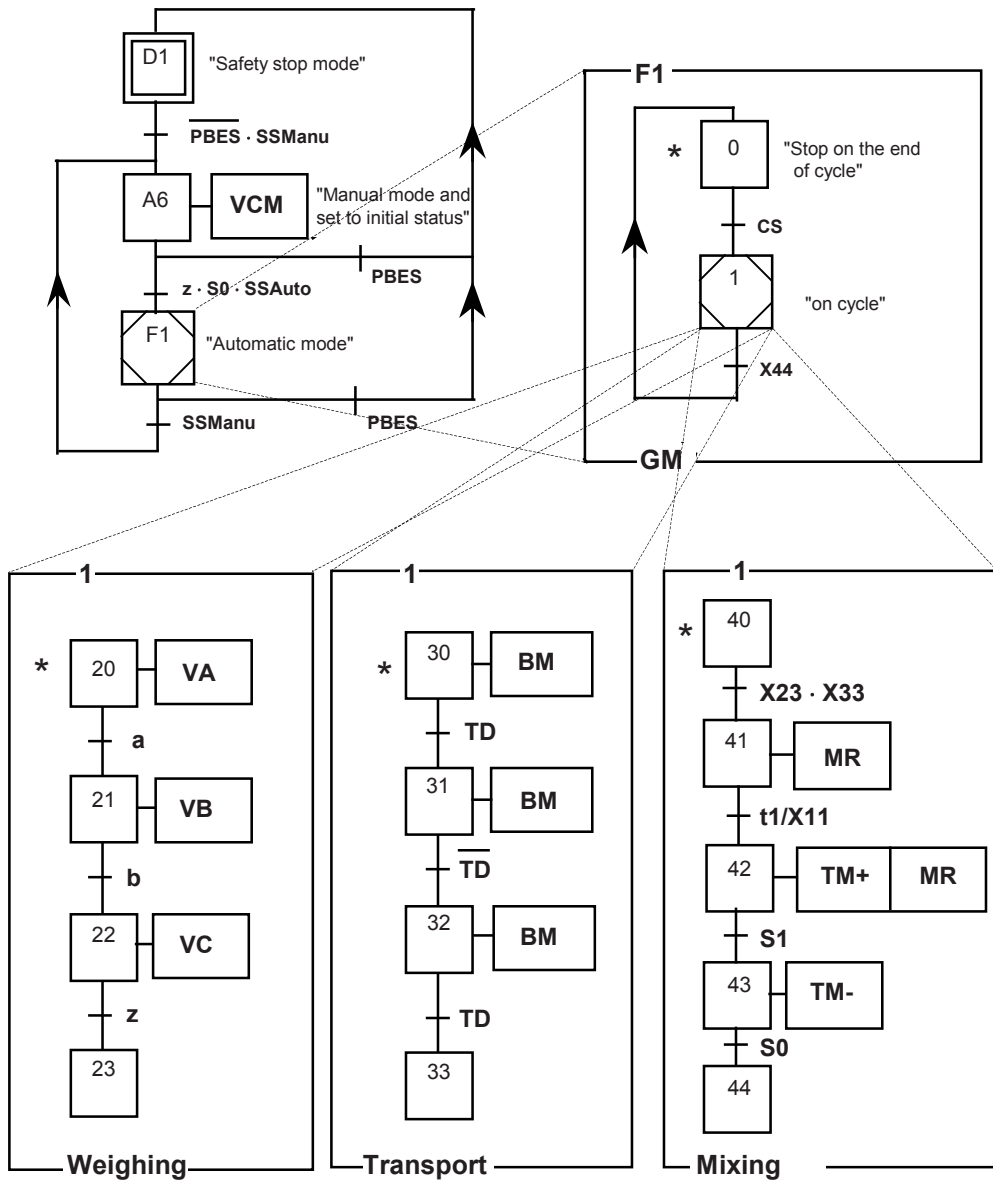 D1
"Safety stop mode"
P̅B̅E̅S̅ · SSManu
A6
VCM
"Manual mode and
set to initial status"
PBES
z · S0 · SSAuto
F1
"Automatic mode"
SSManu
PBES
F1
*
0
"Stop on the end
of cycle"
CS
1
"on cycle"
X44
GM
1
*
20
VA
a
21
VB
b
22
VC
z
23
Weighing
1
*
30
BM
TD
31
BM
T̅D̅
32
BM
TD
33
Transport
1
*
40
X23 · X33
41
MR
t1/X11
42
TM+
MR
S1
43
TM-
S0
44
Mixing